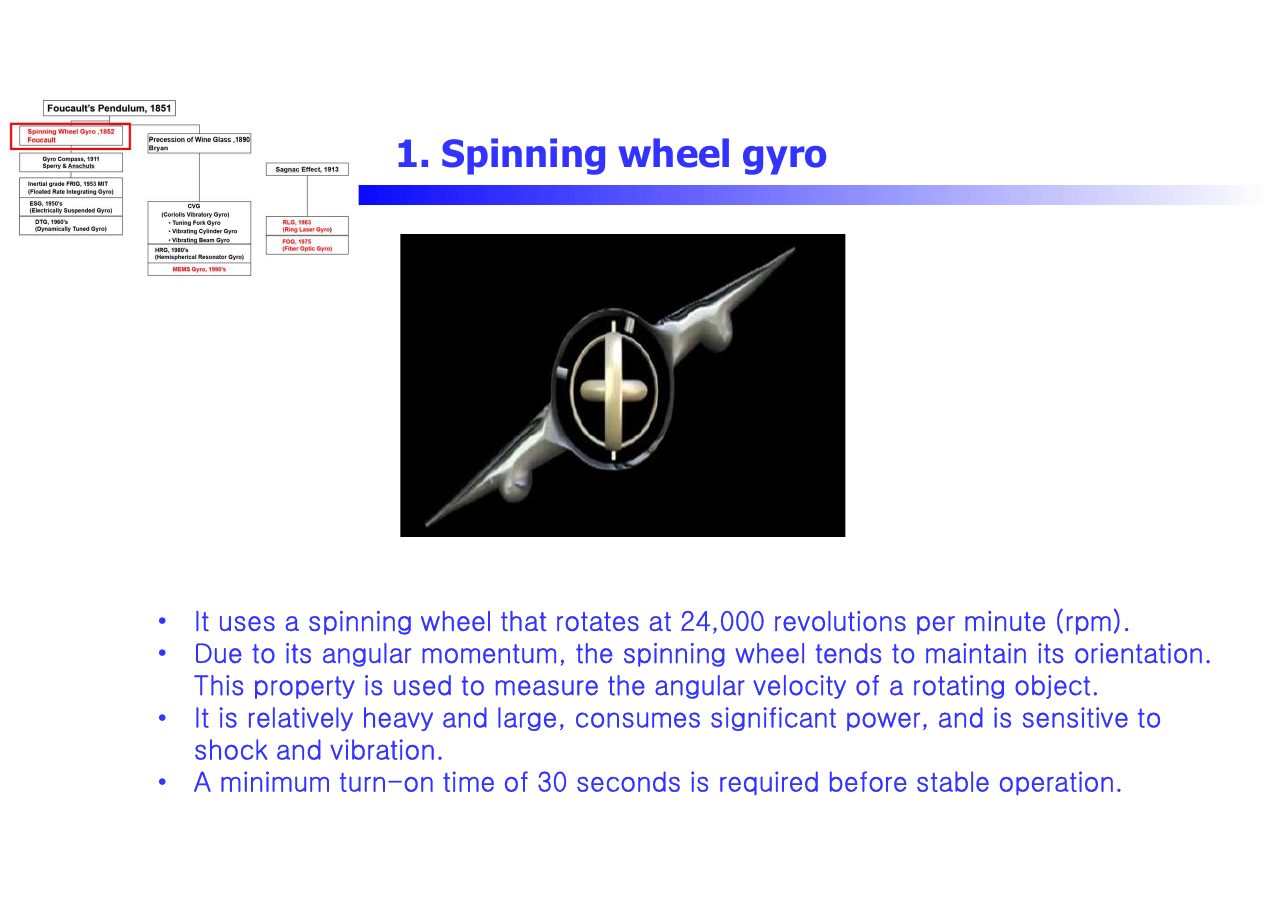 Foucault's Pendulum, 1851
Spinning Wheel Gyro ,1852
Foucault
Gyro Compass, 1911
Sperry & Anschuts
Inertial grade FRIG, 1953 MIT
(Floated Rate Integrating Gyro)
ESG, 1950's
(Electrically Suspended Gyro)
DTG, 1960's
(Dynamically Tuned Gyro)
Precession of Wine Glass ,1890
Bryan
CVG
(Coriolis Vibratory Gyro)
• Tuning Fork Gyro
• Vibrating Cylinder Gyro
• Vibrating Beam Gyro
HRG, 1980's
(Hemispherical Resonator Gyro)
MEMS Gyro, 1990's
Sagnac Effect, 1913
RLG, 1963
(Ring Laser Gyro)
FOG, 1975
(Fiber Optic Gyro)
1. Spinning wheel gyro
• It uses a spinning wheel that rotates at 24,000 revolutions per minute (rpm).
• Due to its angular momentum, the spinning wheel tends to maintain its orientation.
This property is used to measure the angular velocity of a rotating object.
• It is relatively heavy and large, consumes significant power, and is sensitive to
shock and vibration.
• A minimum turn-on time of 30 seconds is required before stable operation.